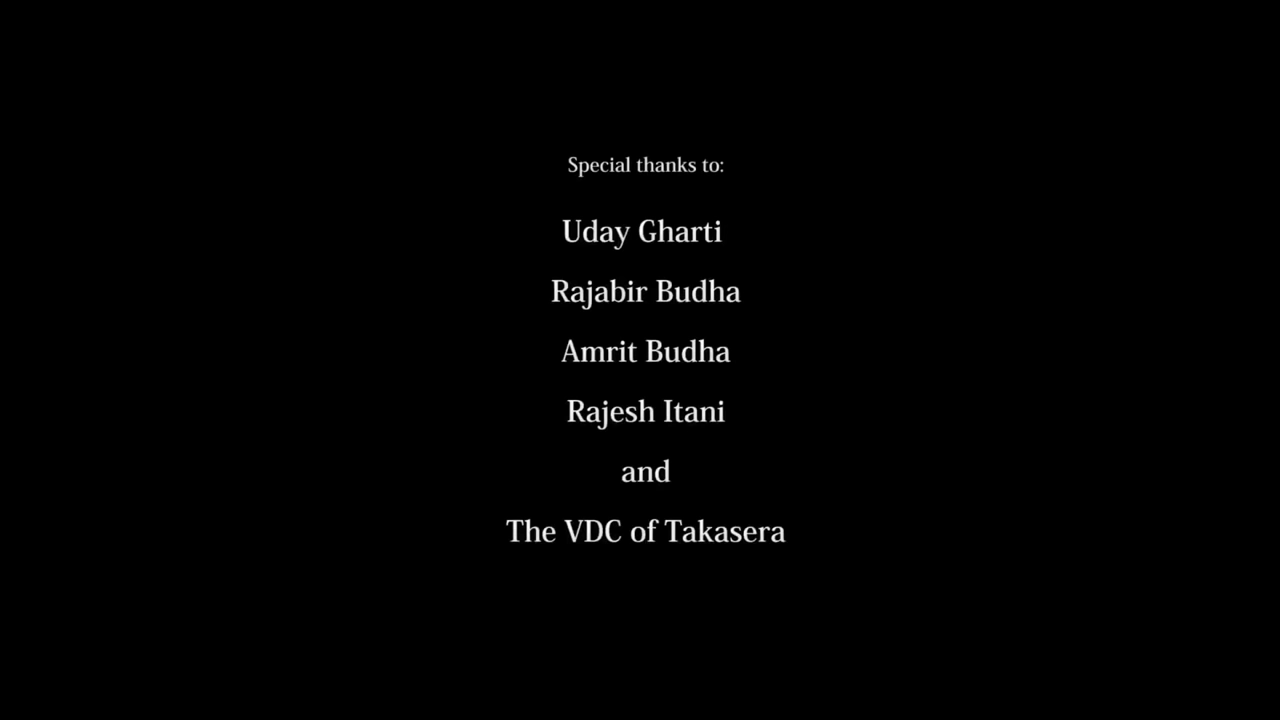 Special thanks to:
Uday Gharti
Rajabir Budha
Amrit Budha
Rajesh Itani
and
The VDC of Takasera